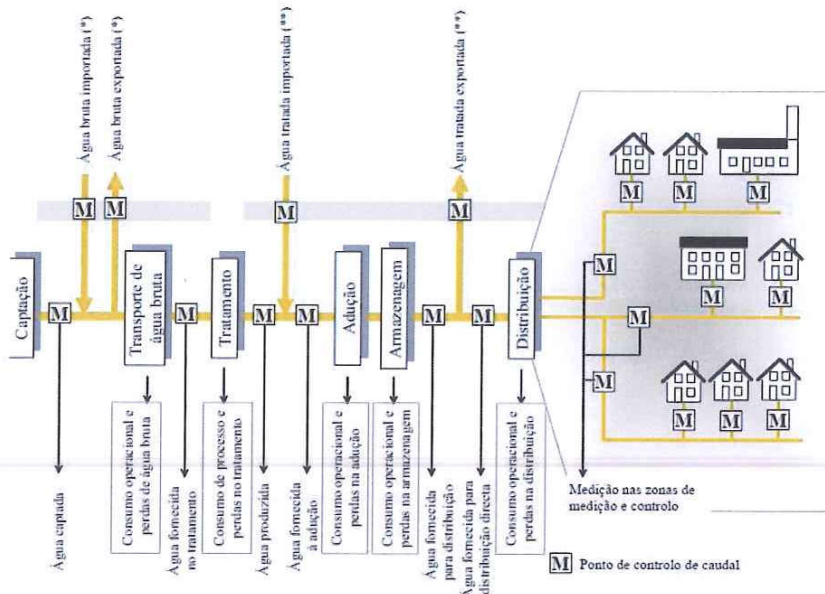 Água bruta importada (*)
Água bruta exportada (*)
Água tratada importada (**)
Água tratada exportada (**)
M
M
M
M
Captação
M
Transporte de
água bruta
M
Tratamento
M
M
Adução
Armazenagem
M
M
Distribuição
Água captada
Consumo operacional e
perdas de água bruta
Água fornecida
no tratamento
Consumo de processo e
perdas no tratamento
Água produzida
Água fornecida
à adução
Consumo operacional e
perdas na adução
Consumo operacional e
perdas na armazenagem
Água fornecida
para distribuição
Água fornecida para
distribuição directa
Consumo operacional e
perdas na distribuição
M
M
M
M
M
M
M
M
M
M
M
Medição nas zonas de
medição e controlo
M Ponto de controlo de caudal